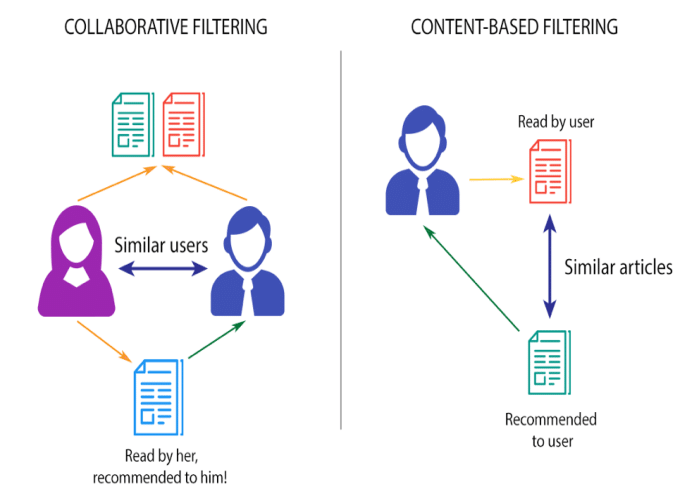 COLLABORATIVE FILTERING
Similar users
Read by her,
recommended to him!
CONTENT-BASED FILTERING
Read by user
Similar articles
Recommended
to user